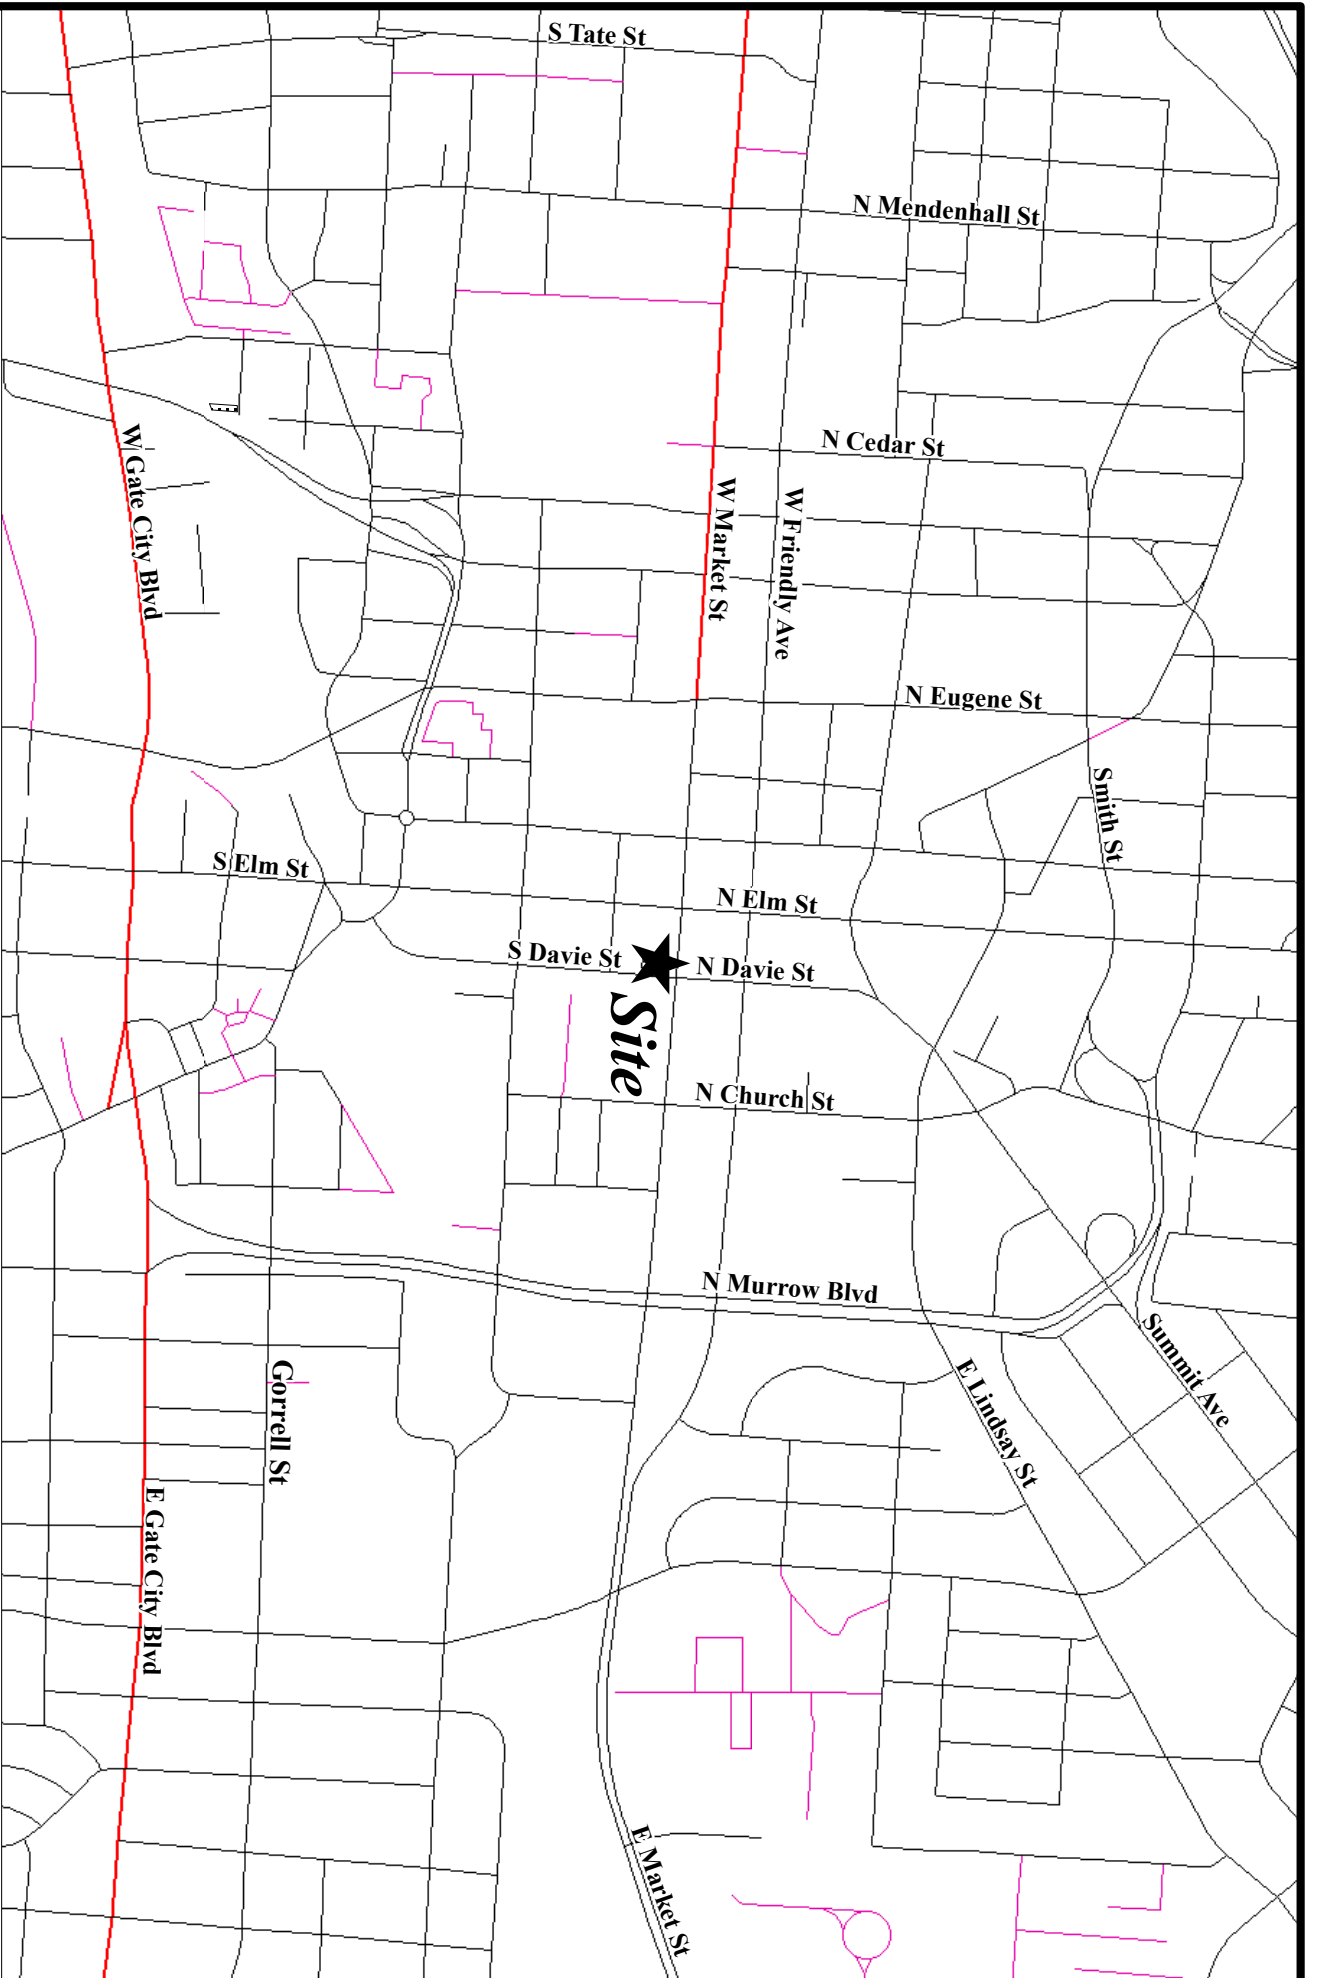 S Tate St
N Mendenhall St
N Cedar St
W Gate City Blvd
W Market St
W Friendly Ave
N Eugene St
Smith St
S Elm St
N Elm St
S Davie St
N Davie St
Site
N Church St
N Murrow Blvd
Summit Ave
E Lindsay St
Gorrell St
E Gate City Blvd
E Market St